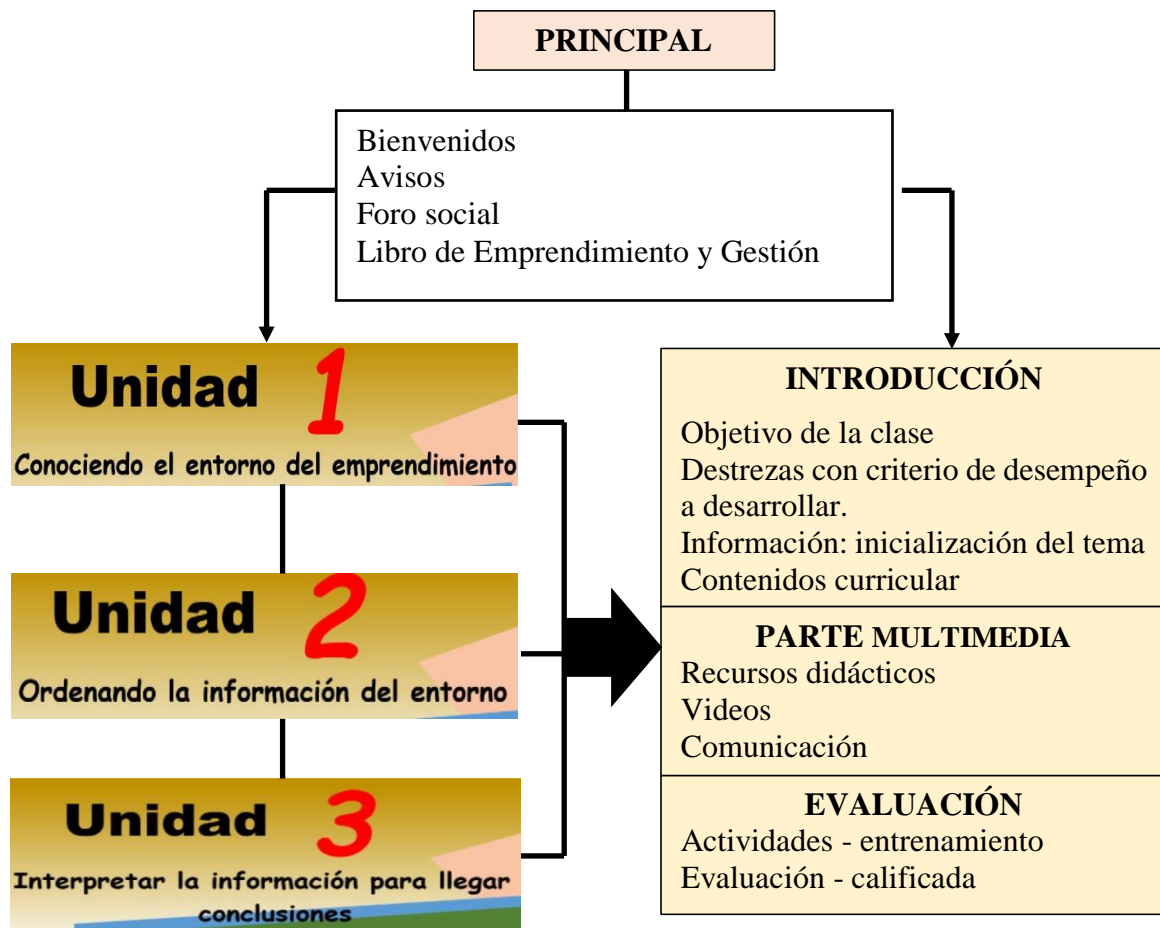 PRINCIPAL
Bienvenidos
Avisos
Foro social
Libro de Emprendimiento y Gestión
Unidad 1
Conociendo el entorno del emprendimiento
Unidad 2
Ordenando la información del entorno
Unidad 3
Interpretar la información para llegar
conclusiones
INTRODUCCIÓN
Objetivo de la clase
Destrezas con criterio de desempeño
a desarrollar.
Información: inicialización del tema
Contenidos curricular
PARTE MULTIMEDIA
Recursos didácticos
Videos
Comunicación
EVALUACIÓN
Actividades - entrenamiento
Evaluación - calificada